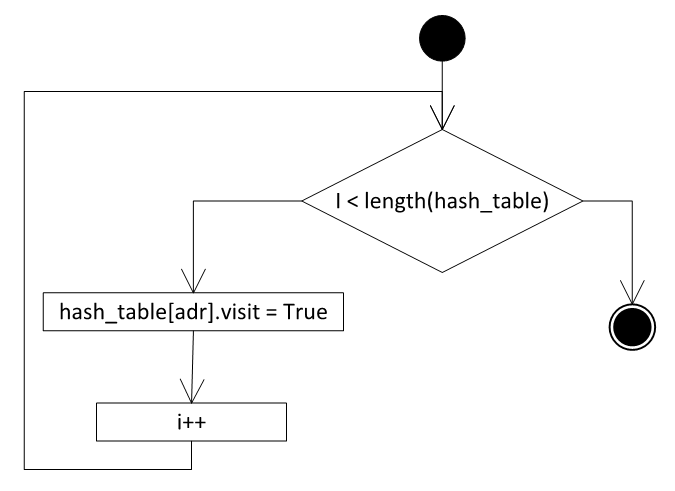 I < length(hash_table)
hash_table[adr].visit = True
i++